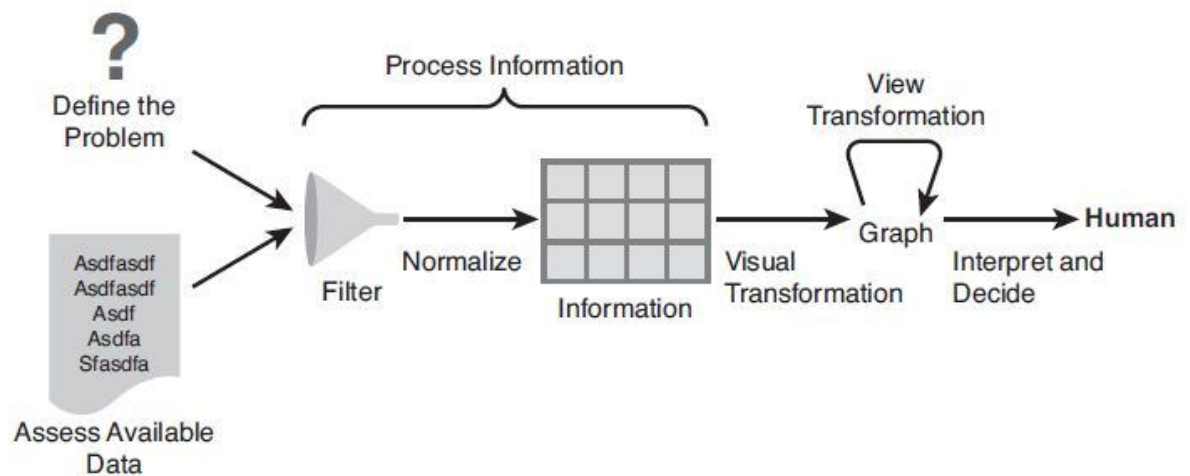 ?
Define the
Problem
Process Information
View
Transformation
Asdfasdf
Asdfasdf
Asdf
Asdfa
Sfasdfa
Assess Available
Data
Filter
Normalize
Information
Visual
Transformation
Graph
Interpret and
Decide
Human